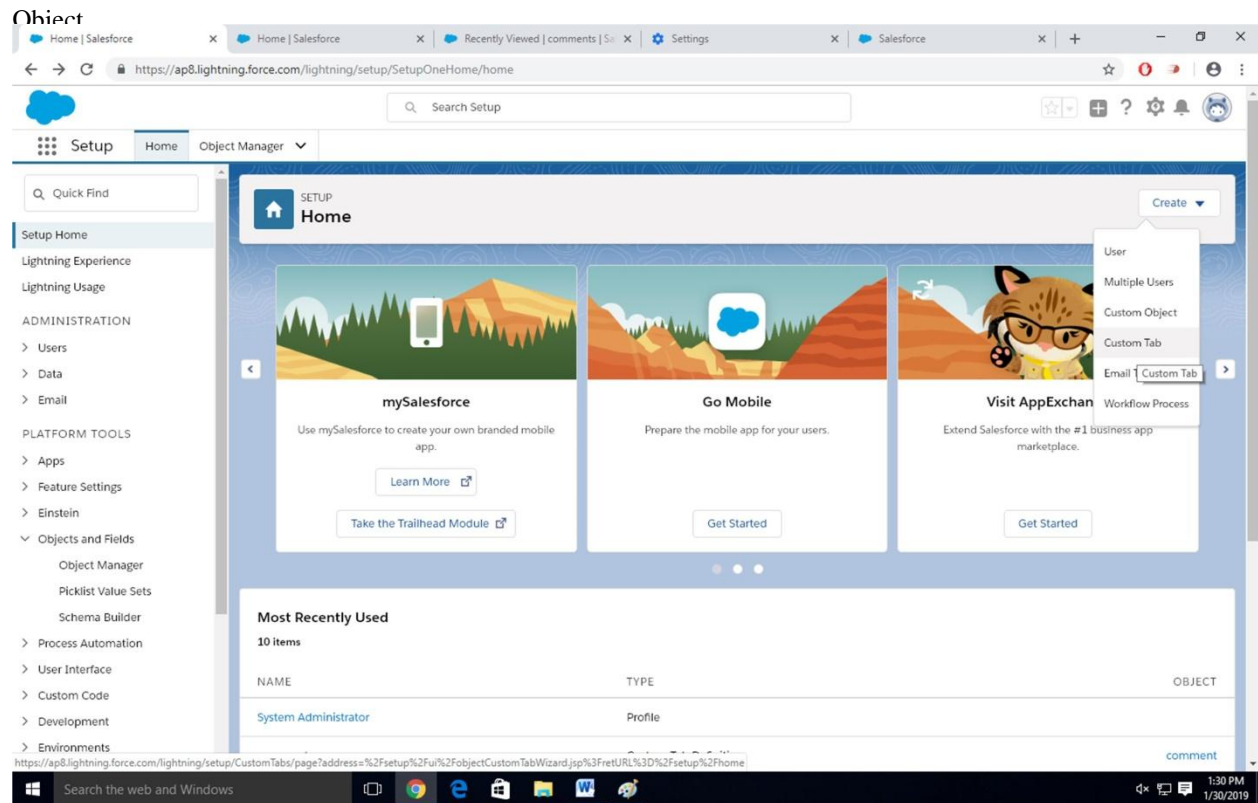 Object
Home | Salesforce
Home | Salesforce
Recently Viewed | comments | Sa
Settings
Salesforce
https://ap8.lightning.force.com/lightning/setup/SetupOneHome/home
Search Setup
Setup Home Object Manager
Quick Find
Setup Home
Lightning Experience
Lightning Usage
ADMINISTRATION
Users
Data
Email
PLATFORM TOOLS
Apps
Feature Settings
Einstein
Objects and Fields
Object Manager
Picklist Value Sets
Schema Builder
Process Automation
User Interface
Custom Code
Development
Environments
SETUP
Home
Create
User
Multiple Users
Custom Object
Custom Tab
Email
Custom Tab
Workflow Process
mySalesforce
Use mySalesforce to create your own branded mobile
app.
Learn More
Take the Trailhead Module
Go Mobile
Prepare the mobile app for your users.
Get Started
Visit AppExchan
Extend Salesforce with the #1 business app
marketplace.
Get Started
Most Recently Used
10 items
NAME TYPE OBJECT
System Administrator Profile
comment
https://ap8.lightning.force.com/lightning/setup/CustomTabs/page?address=%2Fsetup%2Fui%2FobjectCustomTabWizard.jsp%3FretURL%3D%2Fsetup%2Fhome
Search the web and Windows
1:30 PM
1/30/2019